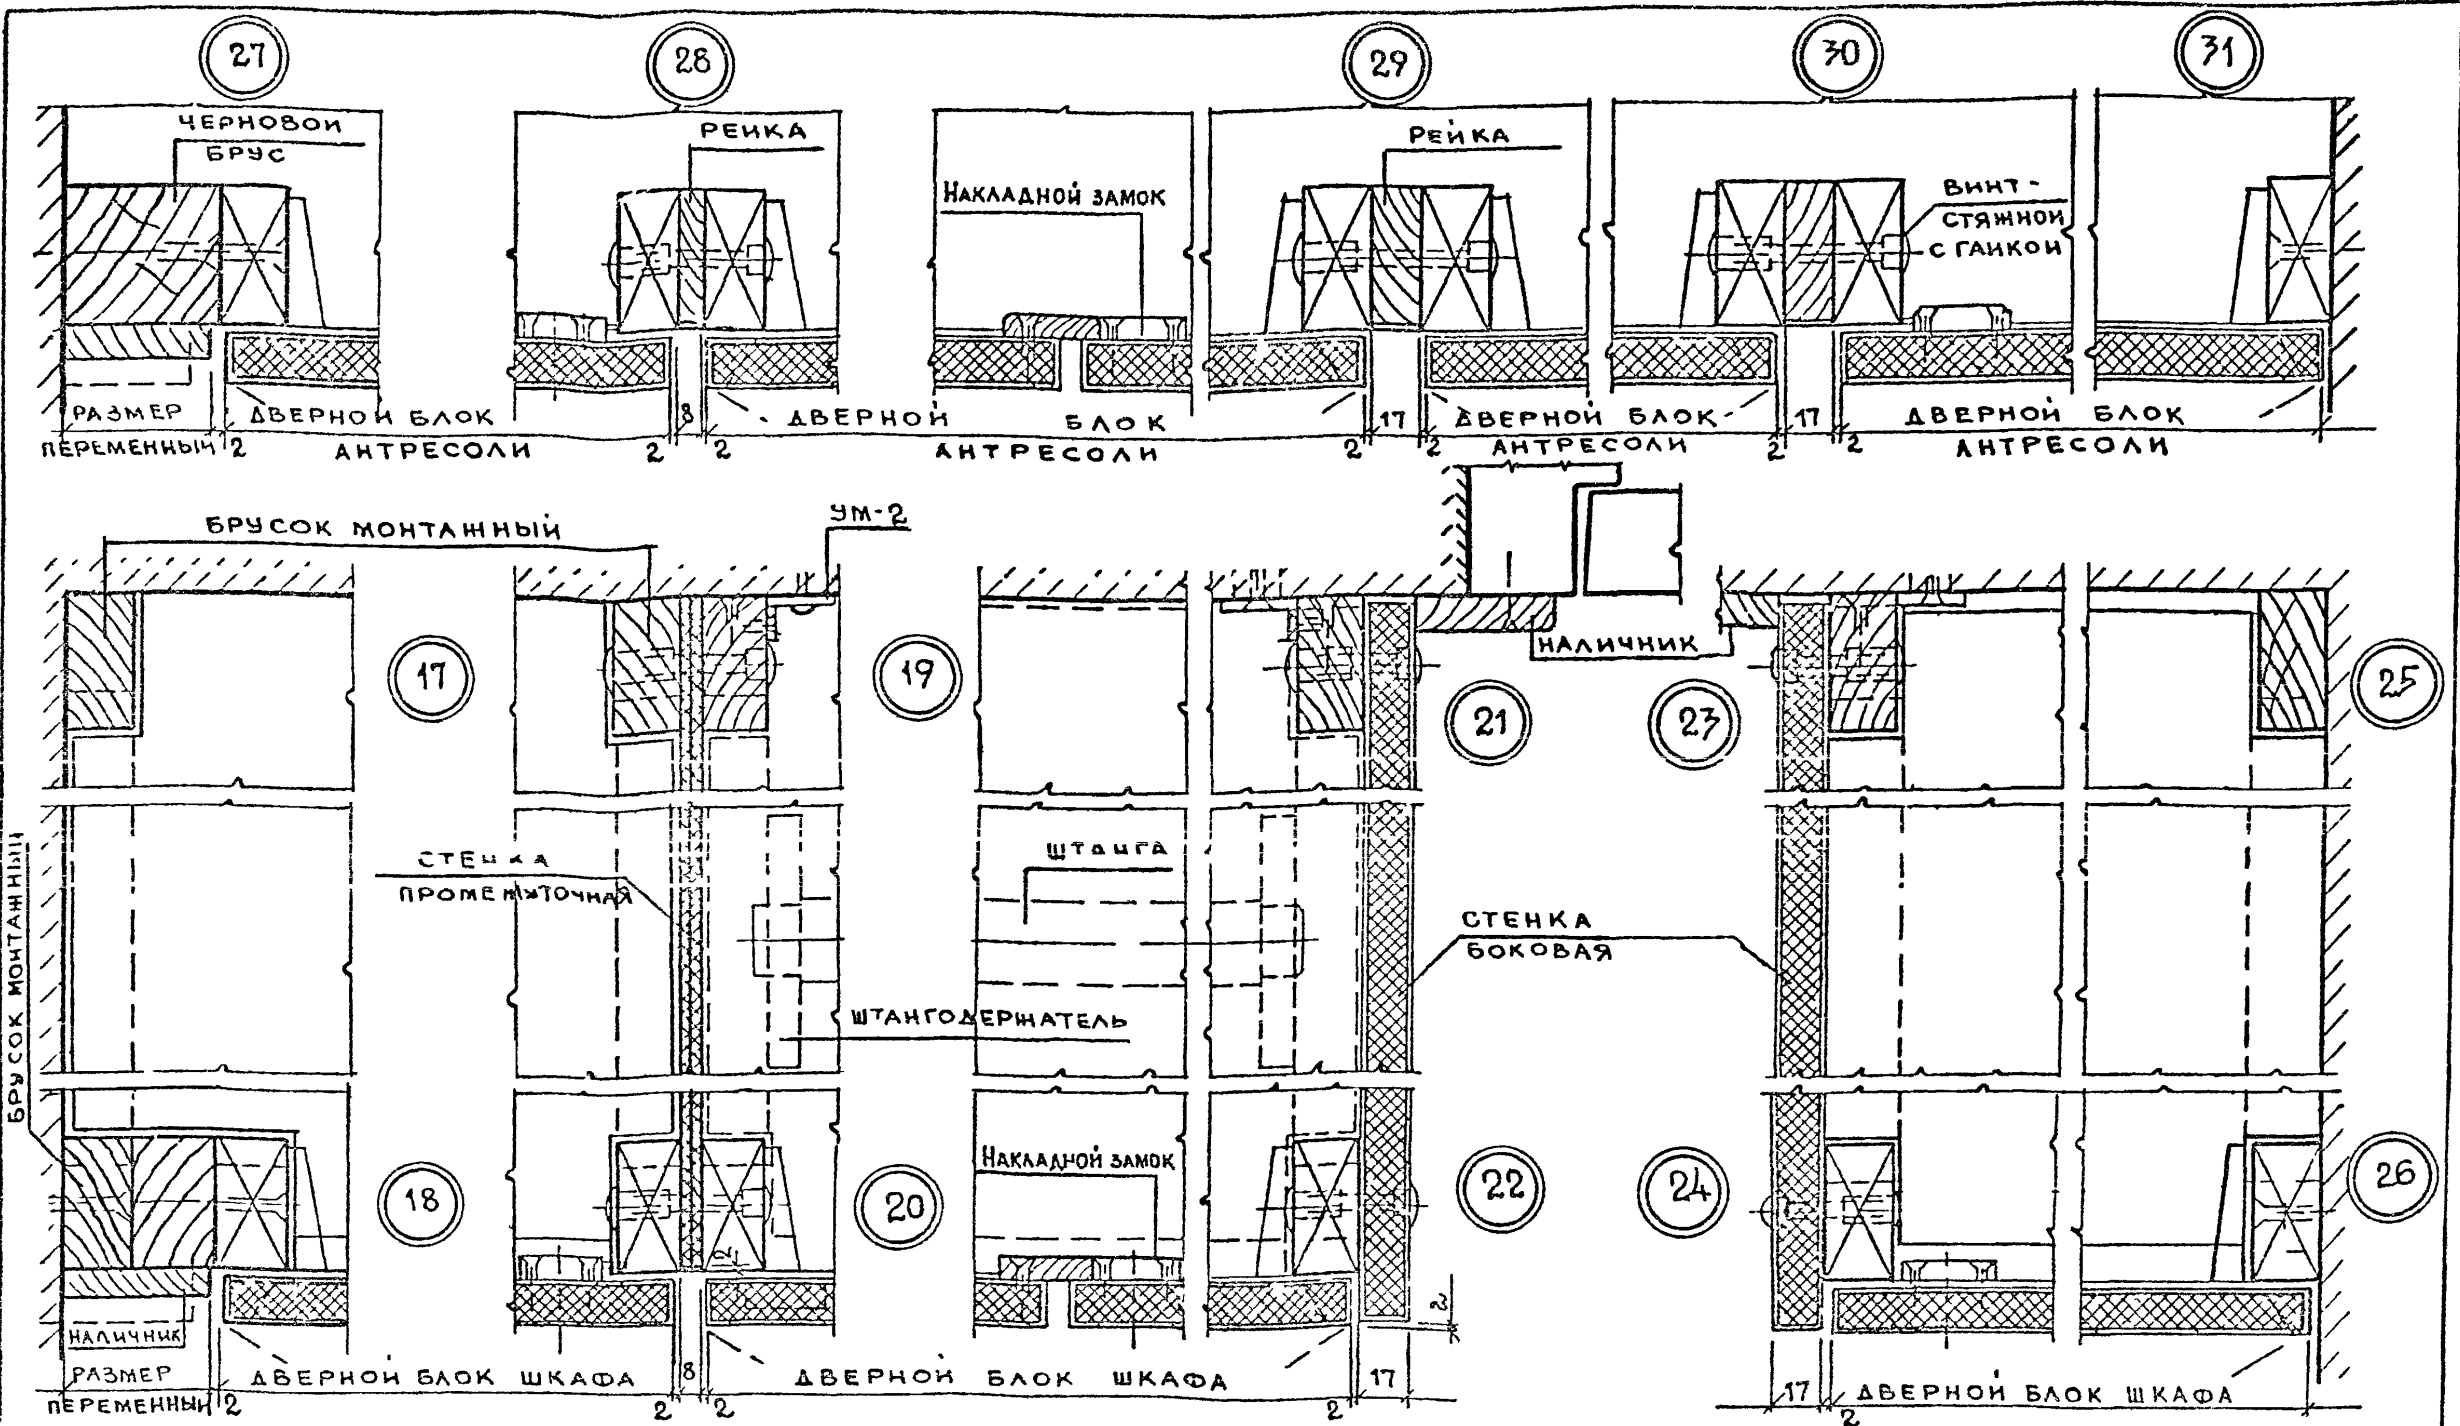 27
28
29
30
31
ЧЕРНОВОЙ
БРУС
РЕЙКА
НАКЛАДНОЙ ЗАМОК
РЕЙКА
ВИНТ-
СТЯЖНОЙ
С ГАЙКОЙ
РАЗМЕР
ПЕРЕМЕННЫЙ
2
ДВЕРНОЙ БЛОК
АНТРЕСОЛИ
2
8
2
ДВЕРНОЙ БЛОК
АНТРЕСОЛИ
2
17
2
ДВЕРНОЙ БЛОК
АНТРЕСОЛИ
2
17
2
ДВЕРНОЙ БЛОК
АНТРЕСОЛИ
БРУСОК МОНТАЖНЫЙ
УМ-2
НАЛИЧНИК
17
19
21
23
25
БРУСОК МОНТАЖНЫЙ
СТЕНКА
ПРОМЕЖУТОЧНАЯ
ШТАНГА
СТЕНКА
БОКОВАЯ
ШТАНГОДЕРЖАТЕЛЬ
НАКЛАДНОЙ ЗАМОК
18
20
22
24
26
2
2
НАЛИЧНИК
РАЗМЕР
ПЕРЕМЕННЫЙ
2
ДВЕРНОЙ БЛОК ШКАФА
2
8
2
ДВЕРНОЙ БЛОК ШКАФА
2
17
17
2
ДВЕРНОЙ БЛОК ШКАФА